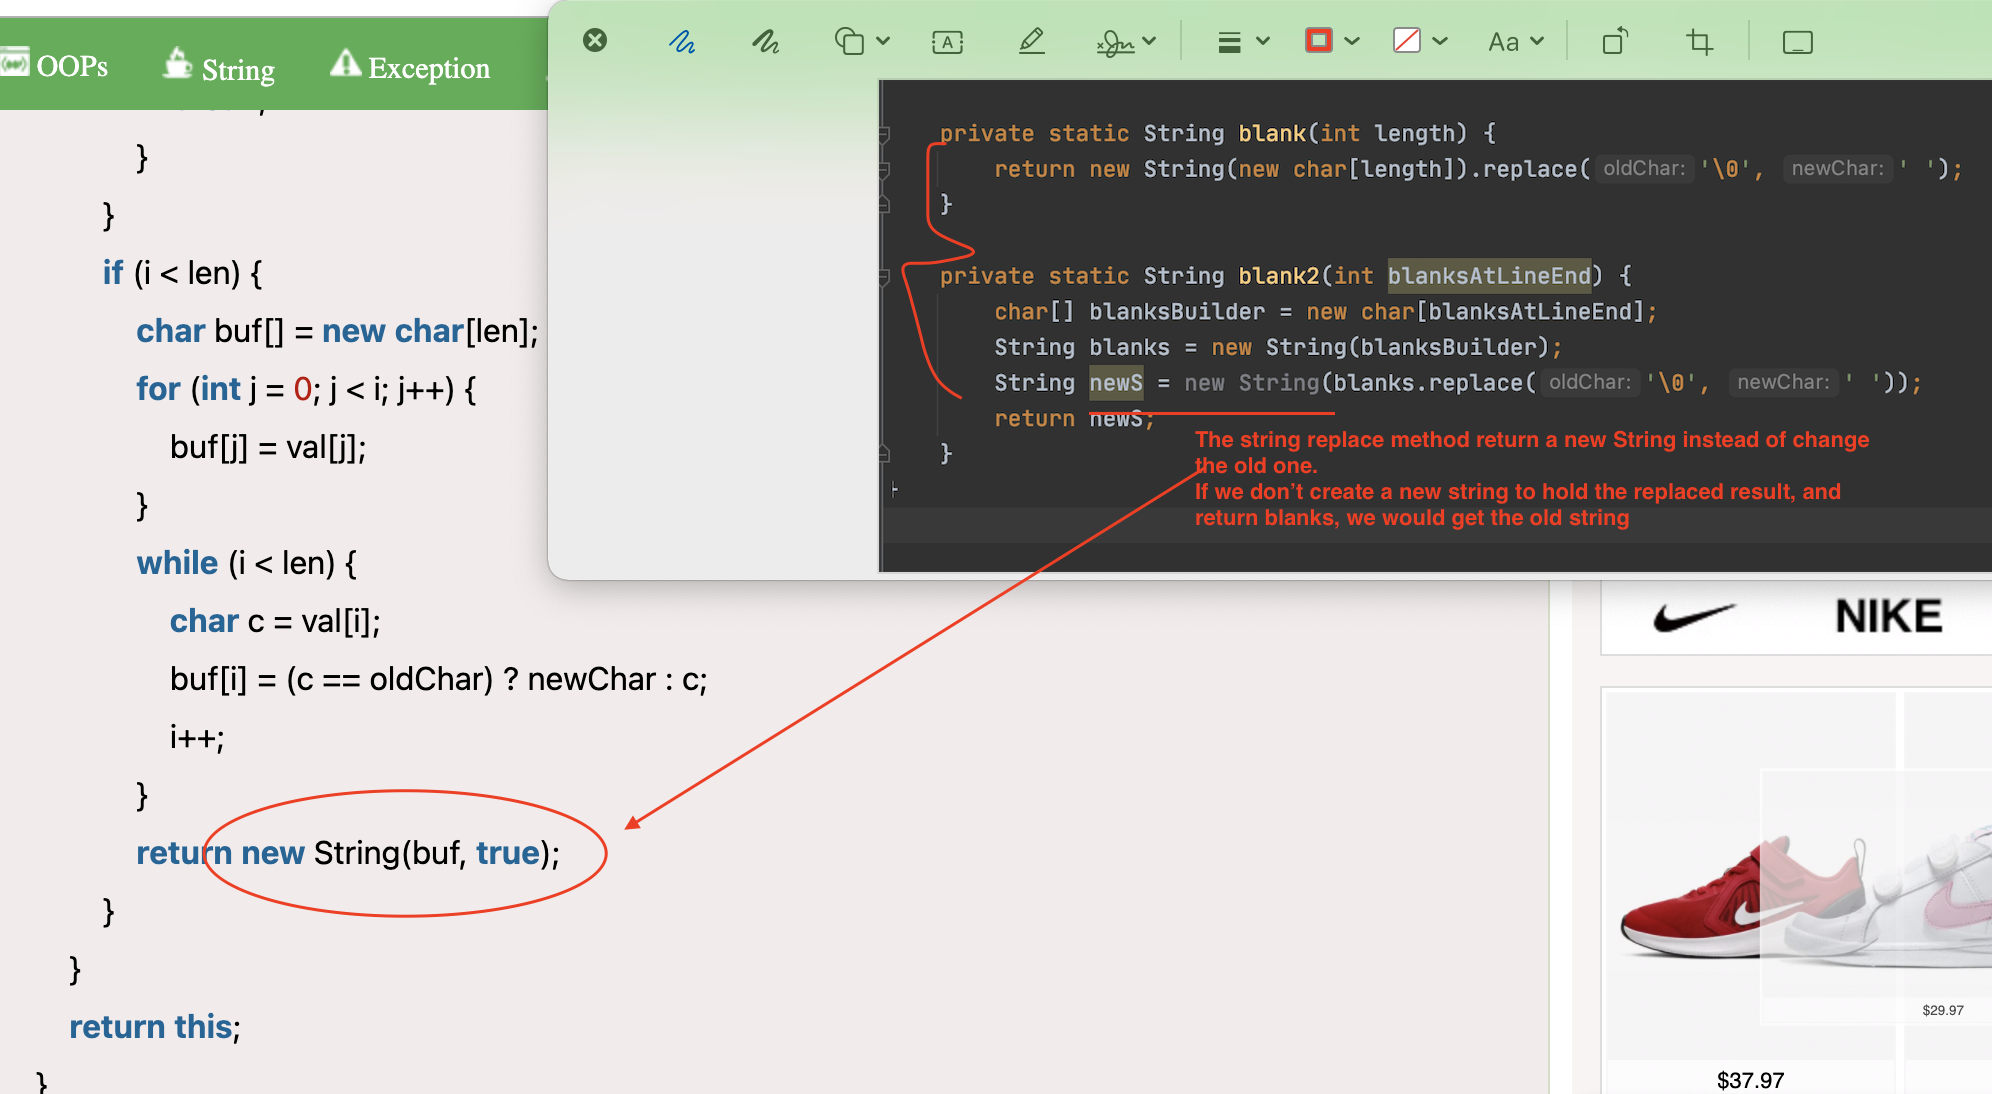 OOPs String Exception
}
}
if (i < len) {
char buf[] = new char[len];
for (int j = 0; j < i; j++) {
buf[j] = val[j];
}
while (i < len) {
char c = val[i];
buf[i] = (c == oldChar) ? newChar : c;
i++;
}
return new String(buf, true);
}
}
return this;
}
A Aa
private static String blank(int length) {
return new String(new char[length]).replace( oldChar: '\0', newChar: ' ');
}
private static String blank2(int blanksAtLineEnd) {
char[] blanksBuilder = new char[blanksAtLineEnd];
String blanks = new String(blanksBuilder);
String newS = new String(blanks.replace( oldChar: '\0', newChar: ' '));
return newS;
}
The string replace method return a new String instead of change
the old one.
If we don’t create a new string to hold the replaced result, and
return blanks, we would get the old string
NIKE
$29.97
$37.97